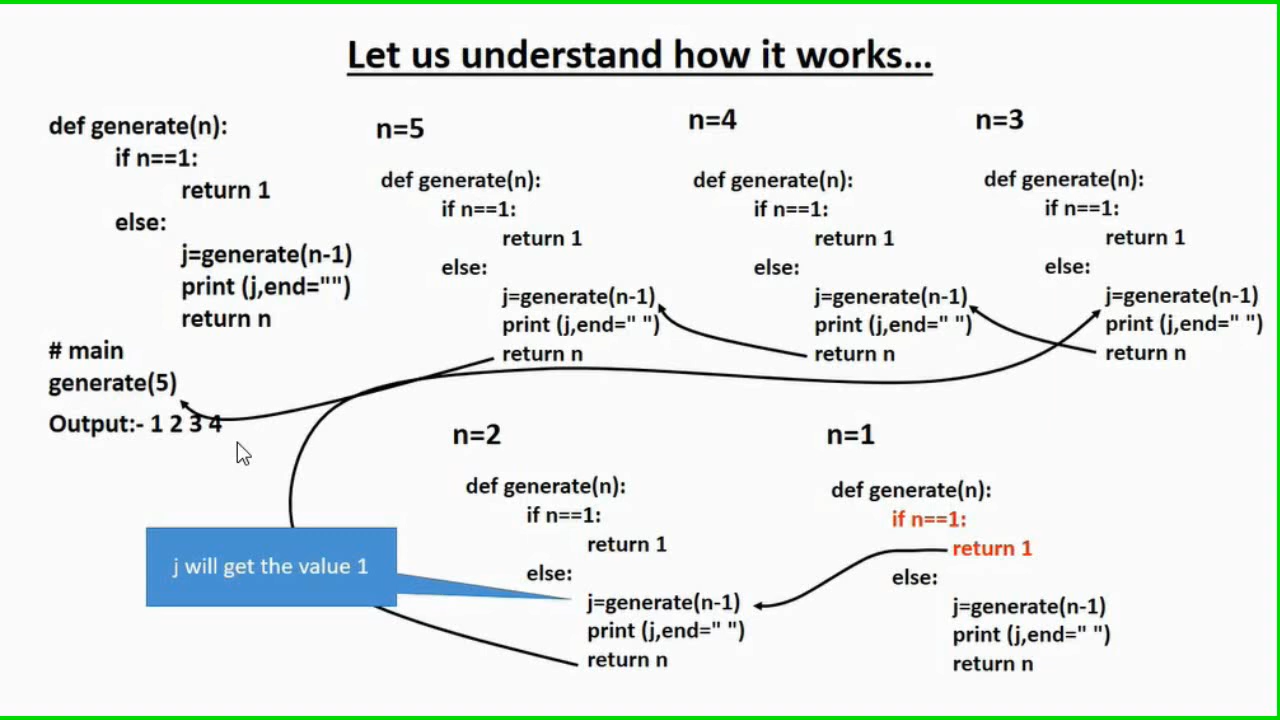 Let us understand how it works...
def generate(n):
if n==1:
return 1
else:
j=generate(n-1)
print (j,end="")
return n
# main
generate(5)
Output:- 1 2 3 4
n=5
def generate(n):
if n==1:
return 1
else:
j=generate(n-1)
print (j,end=" ")
return n
n=4
def generate(n):
if n==1:
return 1
else:
j=generate(n-1)
print (j,end=" ")
return n
n=3
def generate(n):
if n==1:
return 1
else:
j=generate(n-1)
print (j,end=" ")
return n
j will get the value 1
n=2
def generate(n):
if n==1:
return 1
else:
j=generate(n-1)
print (j,end=" ")
return n
n=1
def generate(n):
if n==1:
return 1
else:
j=generate(n-1)
print (j,end=" ")
return n